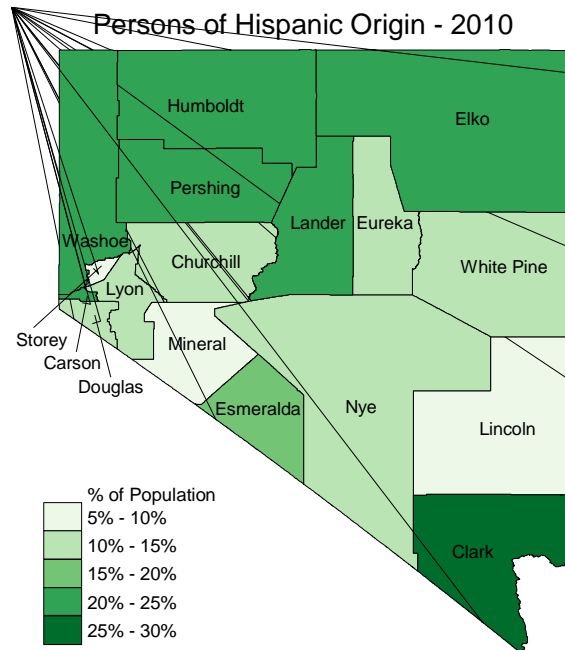 Persons of Hispanic Origin - 2010
Humboldt
Elko
Pershing
Lander
Eureka
Washoe
Churchill
White Pine
Lyon
Storey
Carson
Douglas
Mineral
Esmeralda
Nye
Lincoln
Clark
% of Population
5% - 10%
10% - 15%
15% - 20%
20% - 25%
25% - 30%